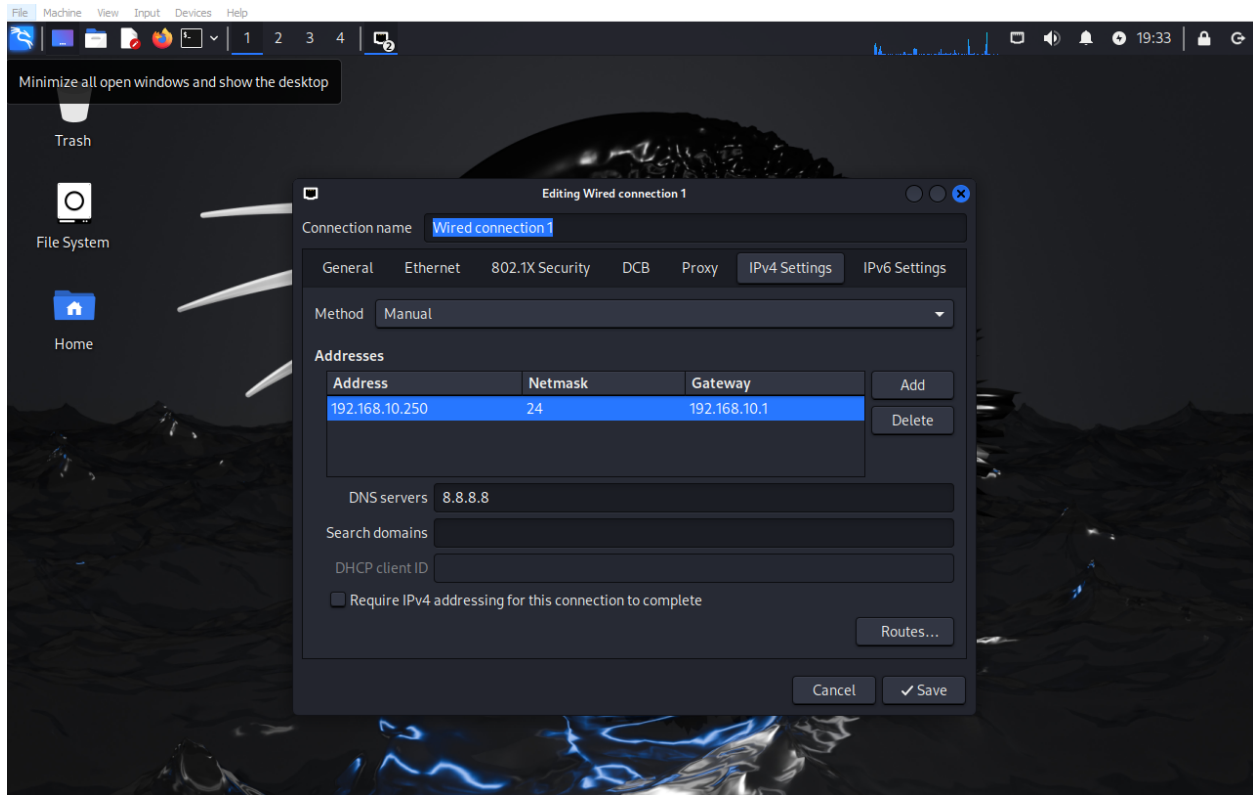 File Machine View Input Devices Help
1 2 3 4 2 19:33
Minimize all open windows and show the desktop
Trash
File System
Home
Editing Wired connection 1
Connection name Wired connection 1
General Ethernet 802.1X Security DCB Proxy IPv4 Settings IPv6 Settings
Method Manual
Addresses
Address Netmask Gateway
Add
192.168.10.250 24 192.168.10.1
Delete
DNS servers 8.8.8.8
Search domains
DHCP client ID
Require IPv4 addressing for this connection to complete
Routes...
Cancel Save